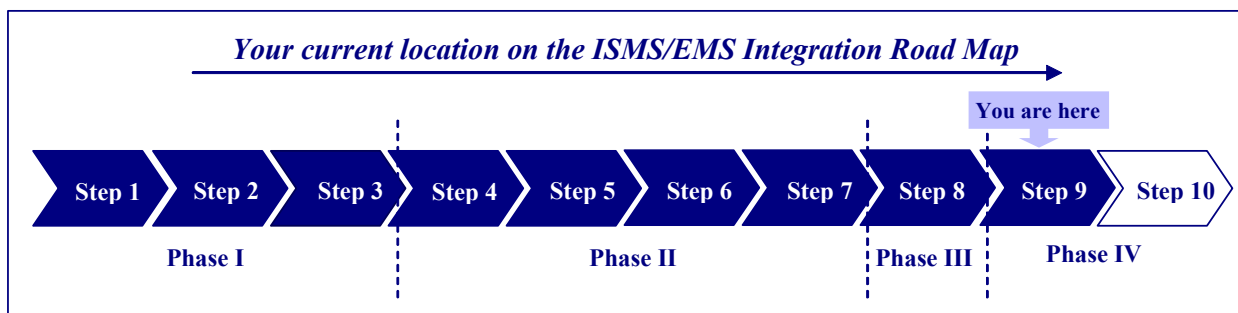 Your current location on the ISMS/EMS Integration Road Map
You are here
Step 1 Step 2 Step 3 Step 4 Step 5 Step 6 Step 7 Step 8 Step 9 Step 10
Phase I Phase II Phase III Phase IV